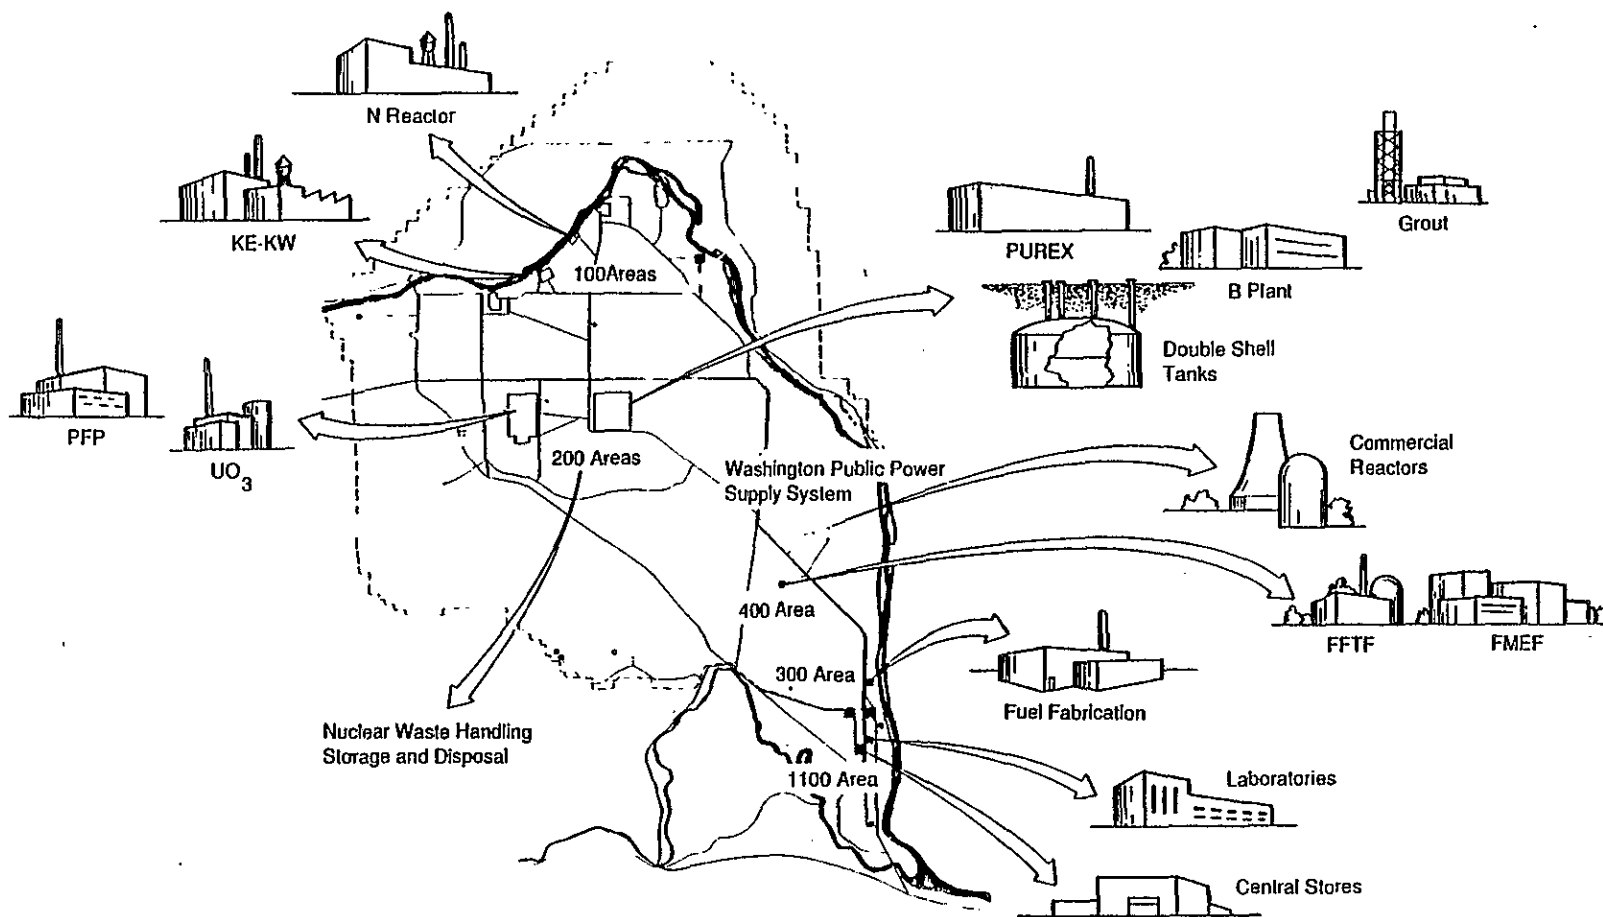 N Reactor
KE-KW
100 Areas
PUREX
Grout
B Plant
Double Shell
Tanks
PFP
UO3
200 Areas
Washington Public Power
Supply System
Commercial
Reactors
400 Area
FFTF
FMEF
300 Area
Fuel Fabrication
Nuclear Waste Handling
Storage and Disposal
1100 Area
Laboratories
Central Stores